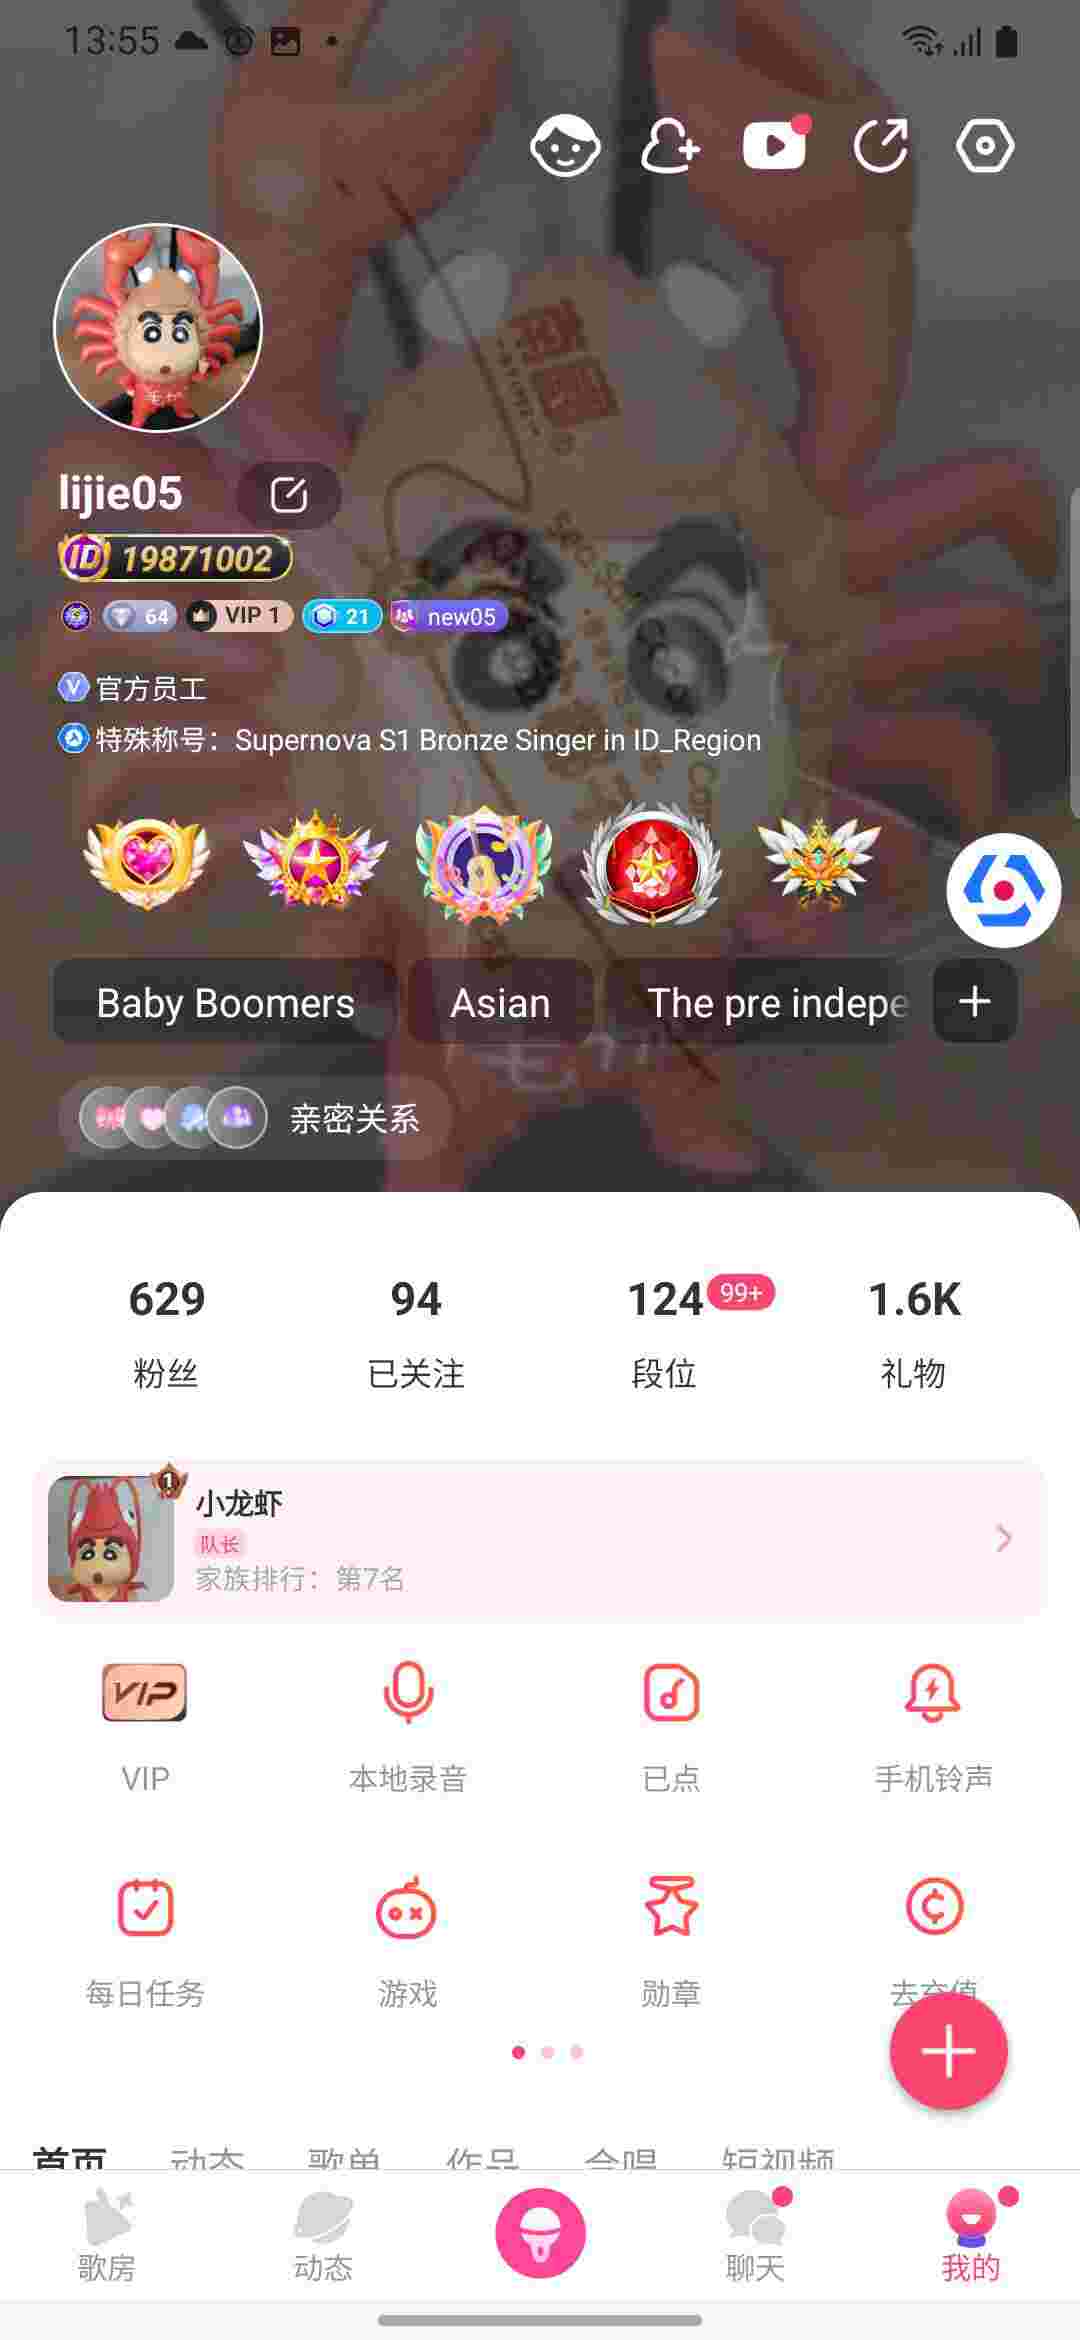 13:55
lijie05
ID 19871002
64
VIP 1
21
new05
官方员工
特殊称号：Supernova S1 Bronze Singer in ID_Region
Baby Boomers
Asian
The pre indepe
亲密关系
629
94
124
99+
1.6K
粉丝
已关注
段位
礼物
1
小龙虾
队长
家族排行：第7名
VIP
VIP
本地录音
已点
手机铃声
每日任务
游戏
勋章
去充值
首页
动态
歌单
作品
合唱
短视频
歌房
动态
聊天
我的